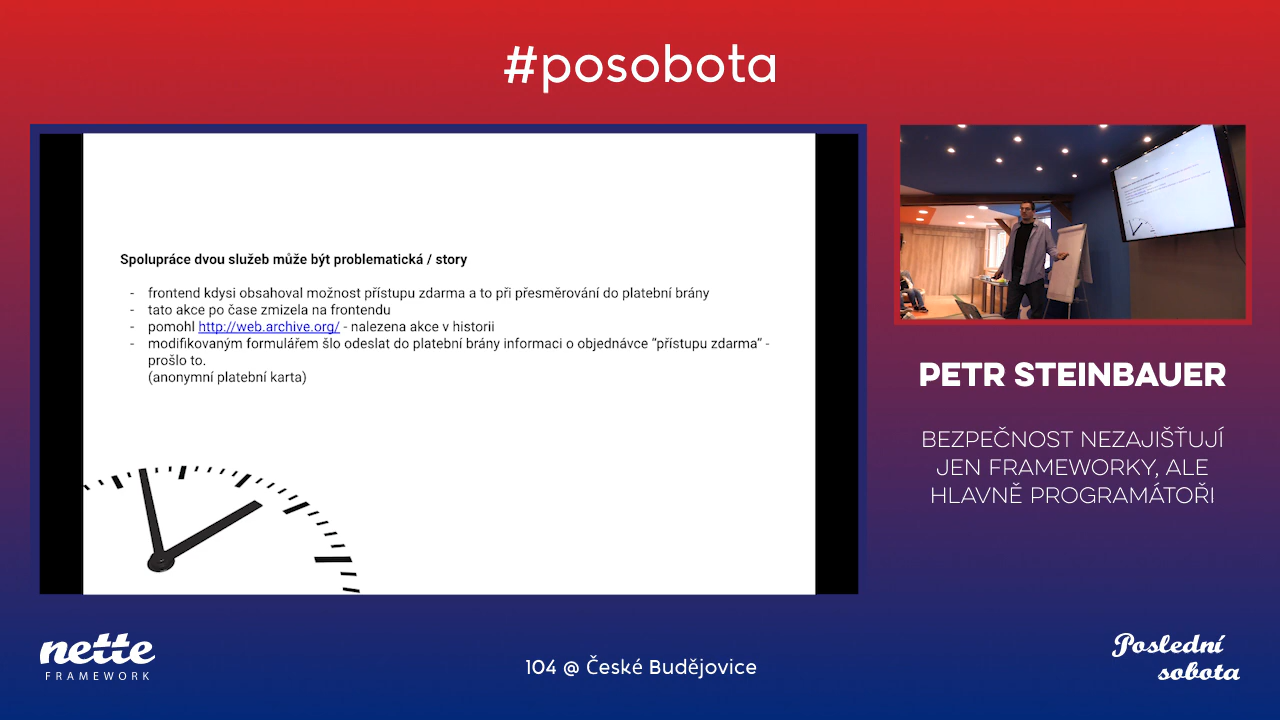 #posobota
Spolupráce dvou služeb může být problematická / story
- frontend kdysi obsahoval možnost přístupu zdarma a to při přesměrování do platební brány
- tato akce po čase zmizela na frontendu
- pomohl http://web.archive.org/ - nalezena akce v historii
- modifikovaným formulářem šlo odeslat do platební brány informaci o objednávce "přístupu zdarma" -
prošlo to.
(anonymní platební karta)
PETR STEINBAUER
BEZPEČNOST NEZAJIŠŤUJÍ
JEN FRAMEWORKY, ALE
HLAVNĚ PROGRAMÁTOŘI
nette
FRAMEWORK
104 @ České Budějovice
Poslední
sobota